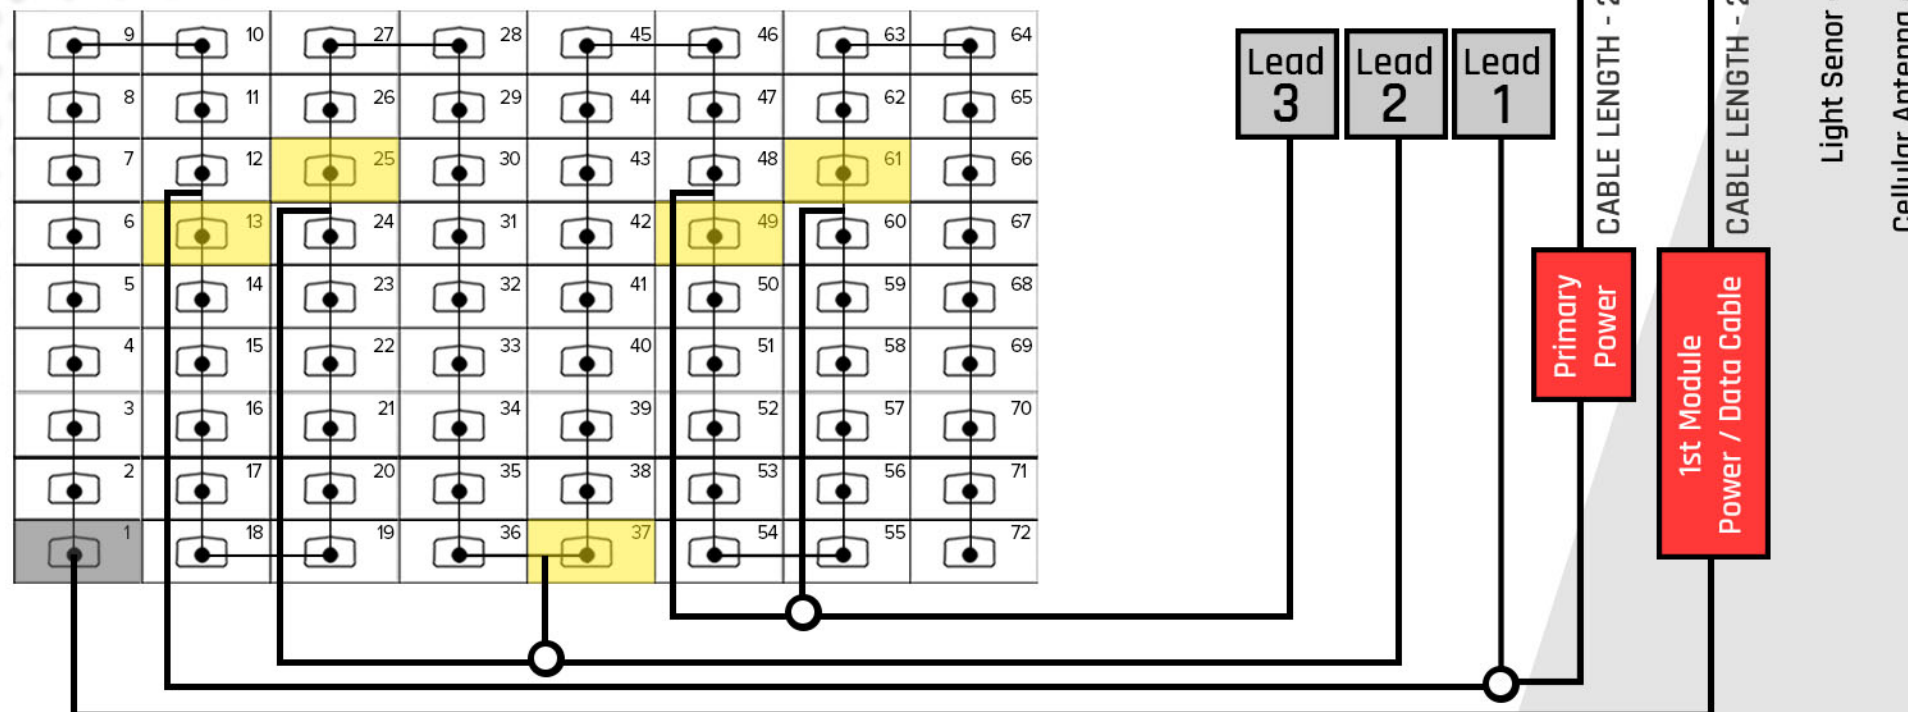 9 10 27 28 45 46 63 64
8 11 26 29 44 47 62 65
7 12 25 30 43 48 61 66
6 13 24 31 42 49 60 67
5 14 23 32 41 50 59 68
4 15 22 33 40 51 58 69
3 16 21 34 39 52 57 70
2 17 20 35 38 53 56 71
1 18 19 36 37 54 55 72
Lead
3
Lead
2
Lead
1
CABLE LENGTH -
CABLE LENGTH -
Light Senor
Cellular Antenna
Primary
Power
1st Module
Power / Data Cable